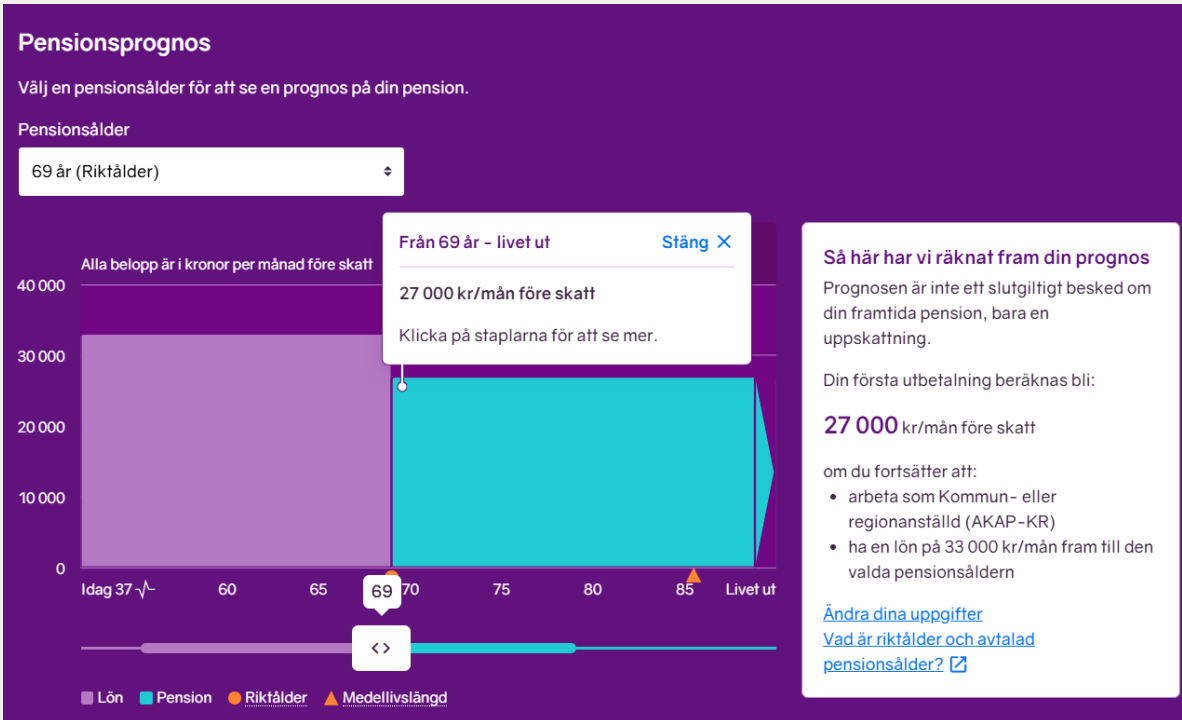 Pensionsprognos
Välj en pensionsålder för att se en prognos på din pension.
Pensionsålder
69 år (Riktålder)
Från 69 år - livet ut
Stäng
27 000 kr/mån före skatt
Klicka på staplarna för att se mer.
Alla belopp är i kronor per månad före skatt
40 000
30 000
20 000
10 000
0
Idag 37
60
65
69
70
75
80
85
Livet ut
Lön
Pension
Riktålder
Medellivslängd
Så här har vi räknat fram din prognos
Prognosen är inte ett slutgiltigt besked om
din framtida pension, bara en
uppskattning.
Din första utbetalning beräknas bli:
27 000 kr/mån före skatt
om du fortsätter att:
• arbeta som Kommun- eller
regionanställd (AKAP-KR)
• ha en lön på 33 000 kr/mån fram till den
valda pensionsåldern
Ändra dina uppgifter
Vad är riktålder och avtalad
pensionsålder?